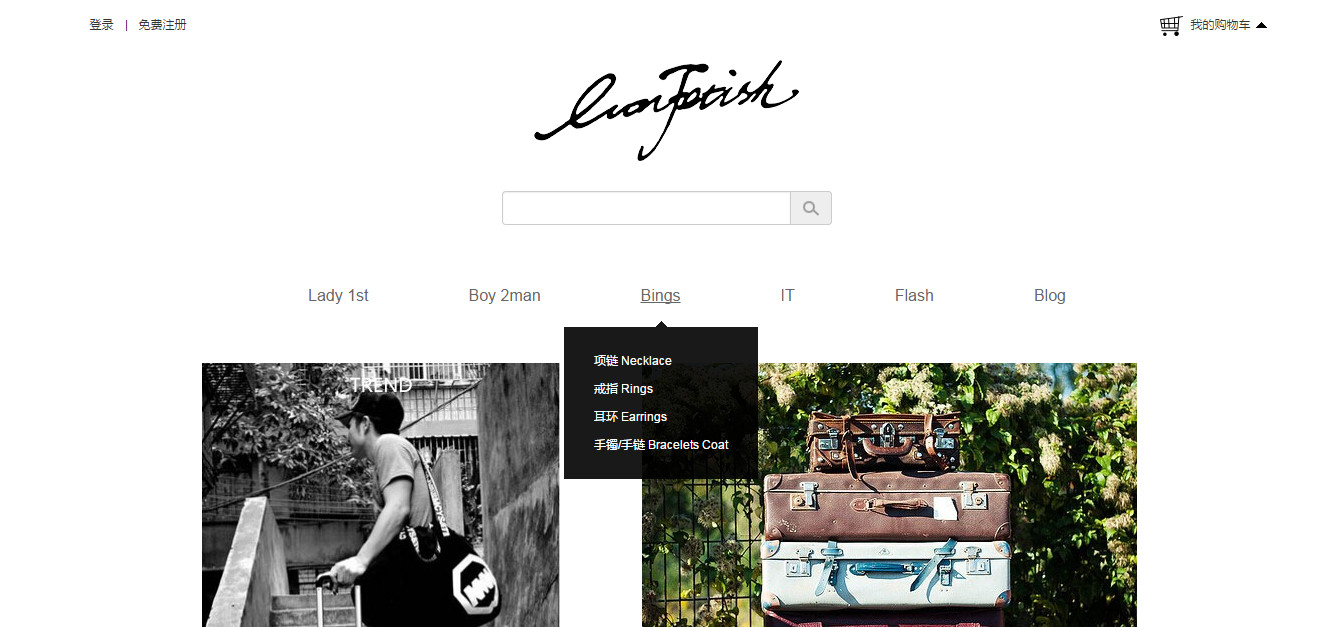 登录 | 免费注册
我的购物车
Lady 1st
Boy 2man
Bings
IT
Flash
Blog
项链 Necklace
戒指 Rings
耳环 Earrings
手镯/手链 Bracelets Coat
TREND